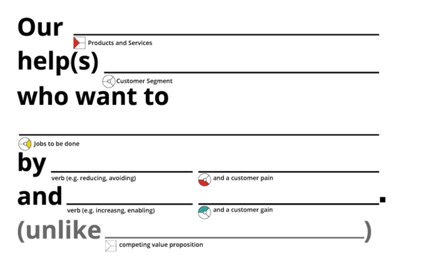 Our
Products and Services
help(s)
Customer Segment
who want to
Jobs to be done
by
verb (e.g. reducing, avoiding) and a customer pain
and .
verb (e.g. increasng, enabling) and a customer gain
(unlike )
competing value proposition